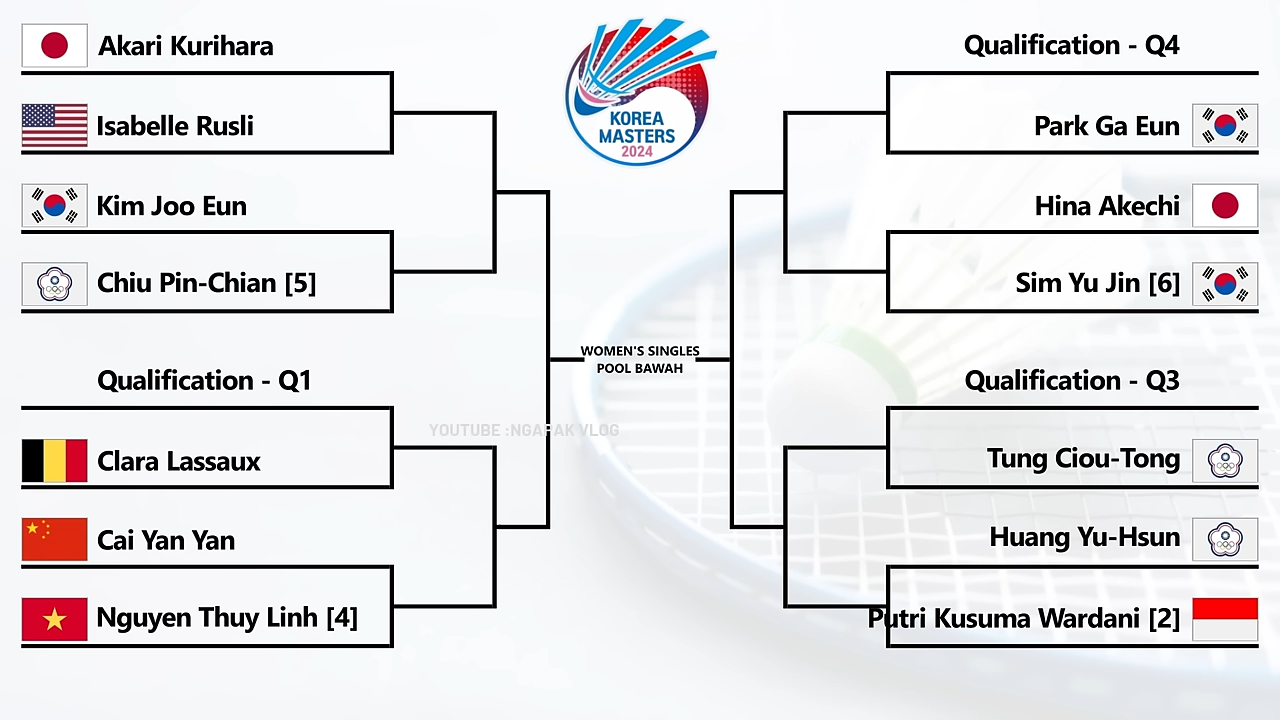 Akari Kurihara
Isabelle Rusli
Kim Joo Eun
Chiu Pin-Chian [5]
Qualification - Q1
Clara Lassaux
Cai Yan Yan
Nguyen Thuy Linh [4]
KOREA
MASTERS
2024
WOMEN'S SINGLES
POOL BAWAH
YOUTUBE :NGAPAK VLOG
Qualification - Q4
Park Ga Eun
Hina Akechi
Sim Yu Jin [6]
Qualification - Q3
Tung Ciou-Tong
Huang Yu-Hsun
Putri Kusuma Wardani [2]